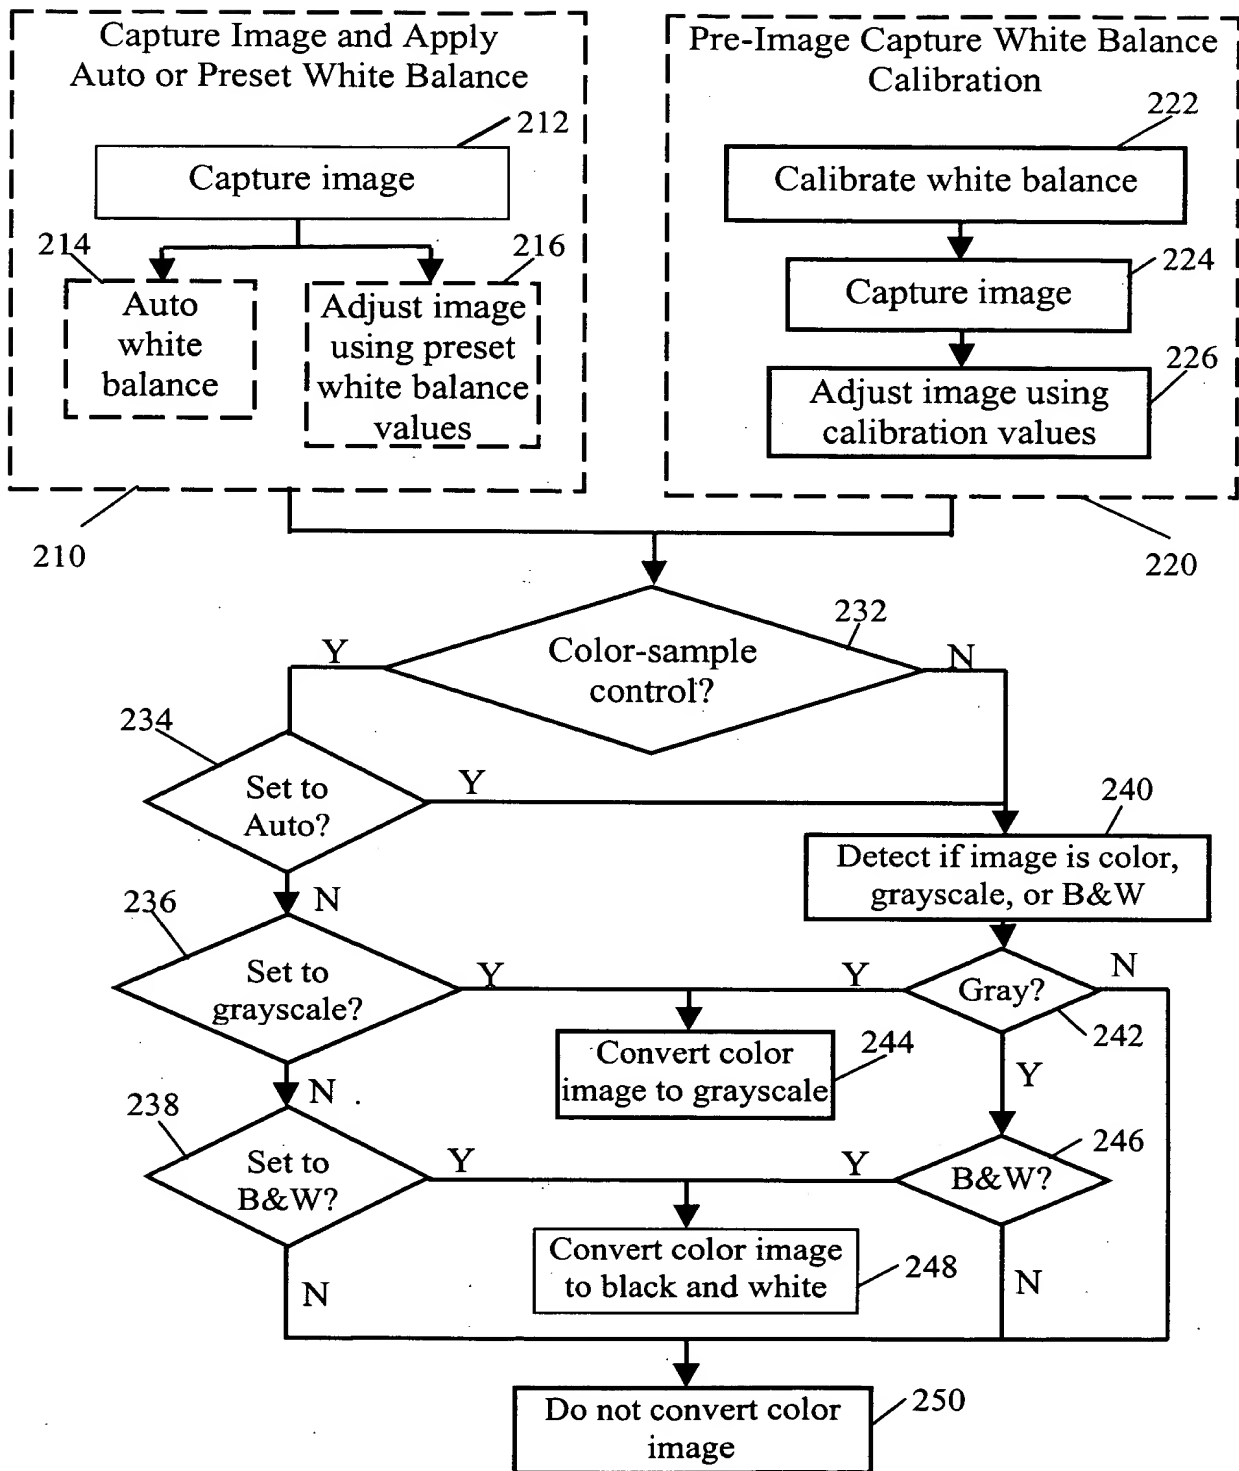 Capture Image and Apply
Auto or Preset White Balance
212
Capture image
214
Auto
white
balance
216
Adjust image
using preset
white balance
values
210
Pre-Image Capture White Balance
Calibration
222
Calibrate white balance
224
Capture image
226
Adjust image using
calibration values
220
232
Color-sample
control?
Y
N
234
Set to
Auto?
Y
N
240
Detect if image is color,
grayscale, or B&W
236
Set to
grayscale?
Y
N
Y
Gray?
N
242
Y
Convert color
image to grayscale
244
238
Set to
B&W?
Y
N
Y
B&W?
246
N
Convert color image
to black and white
248
Do not convert color
image
250